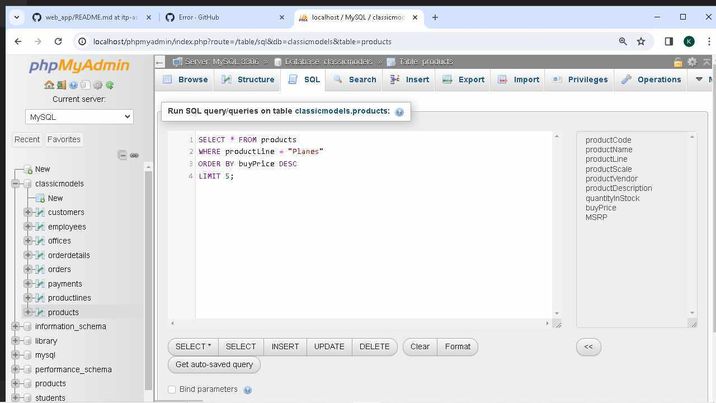 web_app/README.md at itp-a
Error · GitHub
localhost / MySQL / classicmode
localhost/phpmyadmin/index.php?route=/table/sql&db=classicmodels&table=products
K
phpMyAdmin
Current server:
MySQL
Recent Favorites
New
classicmodels
New
customers
employees
offices
orderdetails
orders
payments
productlines
products
information_schema
library
mysql
performance_schema
products
students
Server: MySQL:3306 » Database: classicmodels » Table: products
Browse Structure SQL Search Insert Export Import Privileges Operations
Run SQL query/queries on table classicmodels.products:
1 SELECT * FROM products
2 WHERE productLine = "Planes"
3 ORDER BY buyPrice DESC
4 LIMIT 5;
productCode
productName
productLine
productScale
productVendor
productDescription
quantityInStock
buyPrice
MSRP
SELECT * SELECT INSERT UPDATE DELETE Clear Format <<
Get auto-saved query
Bind parameters